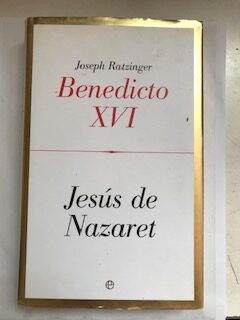 Joseph Ratzinger
Benedicto
XVI
Jesús de
Nazaret